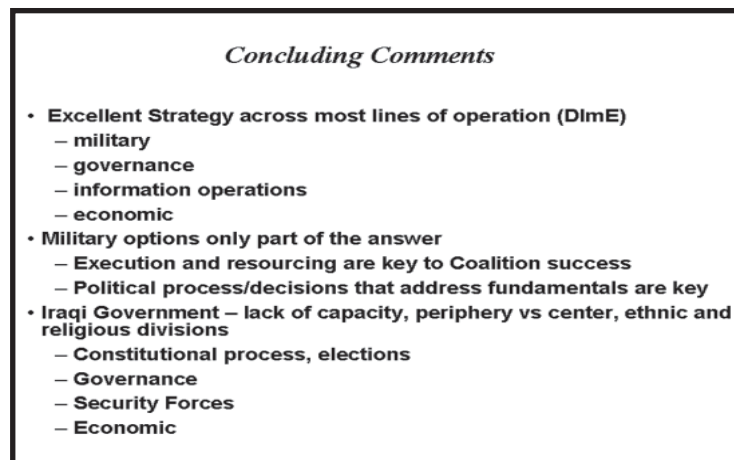 Concluding Comments
• Excellent Strategy across most lines of operation (DImE)
– military
– governance
– information operations
– economic
• Military options only part of the answer
– Execution and resourcing are key to Coalition success
– Political process/decisions that address fundamentals are key
• Iraqi Government – lack of capacity, periphery vs center, ethnic and
religious divisions
– Constitutional process, elections
– Governance
– Security Forces
– Economic